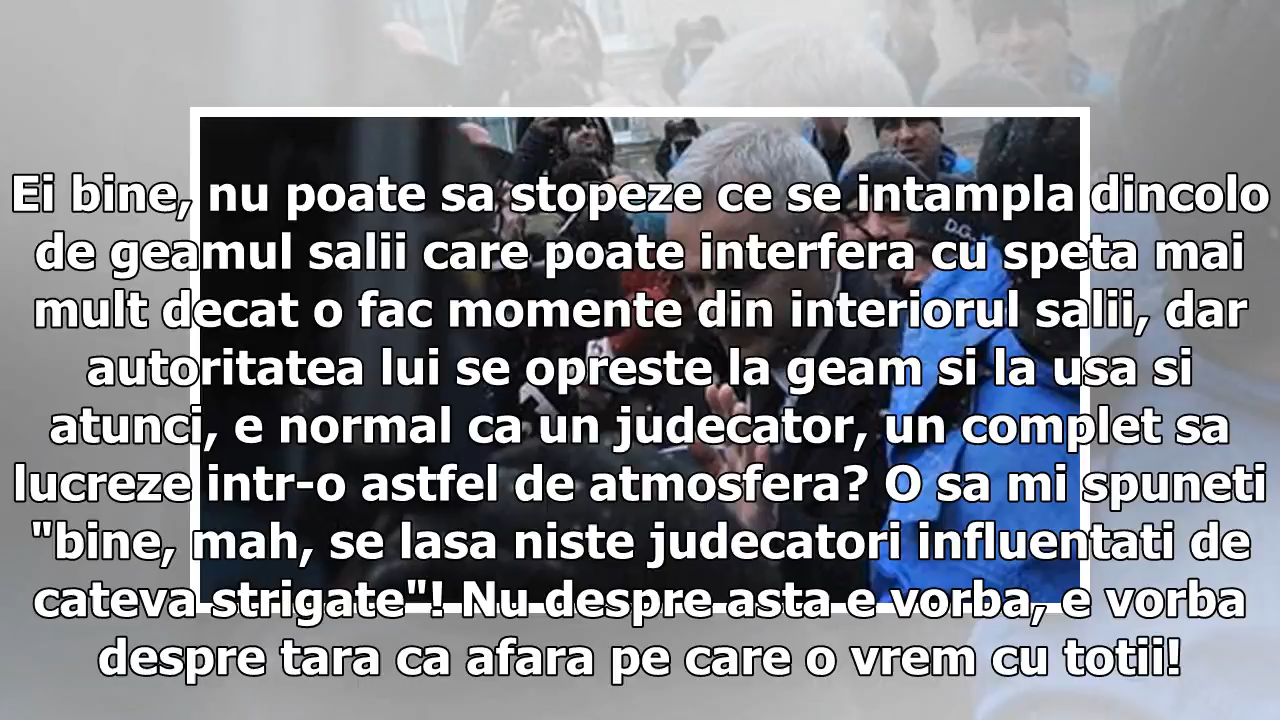 Ei bine, nu poate sa stopeze ce se intampla dincolo
de geamul salii care poate interfera cu speta mai
mult decat o fac momente din interiorul salii, dar
autoritatea lui se opreste la geam si la usa si
atunci, e normal ca un judecator, un complet sa
lucreze intr-o astfel de atmosfera? O sa mi spuneti
"bine, mah, se lasa niste judecatori influentati de
cateva strigate"! Nu despre asta e vorba, e vorba
despre tara ca afara pe care o vrem cu totii!
D.G.